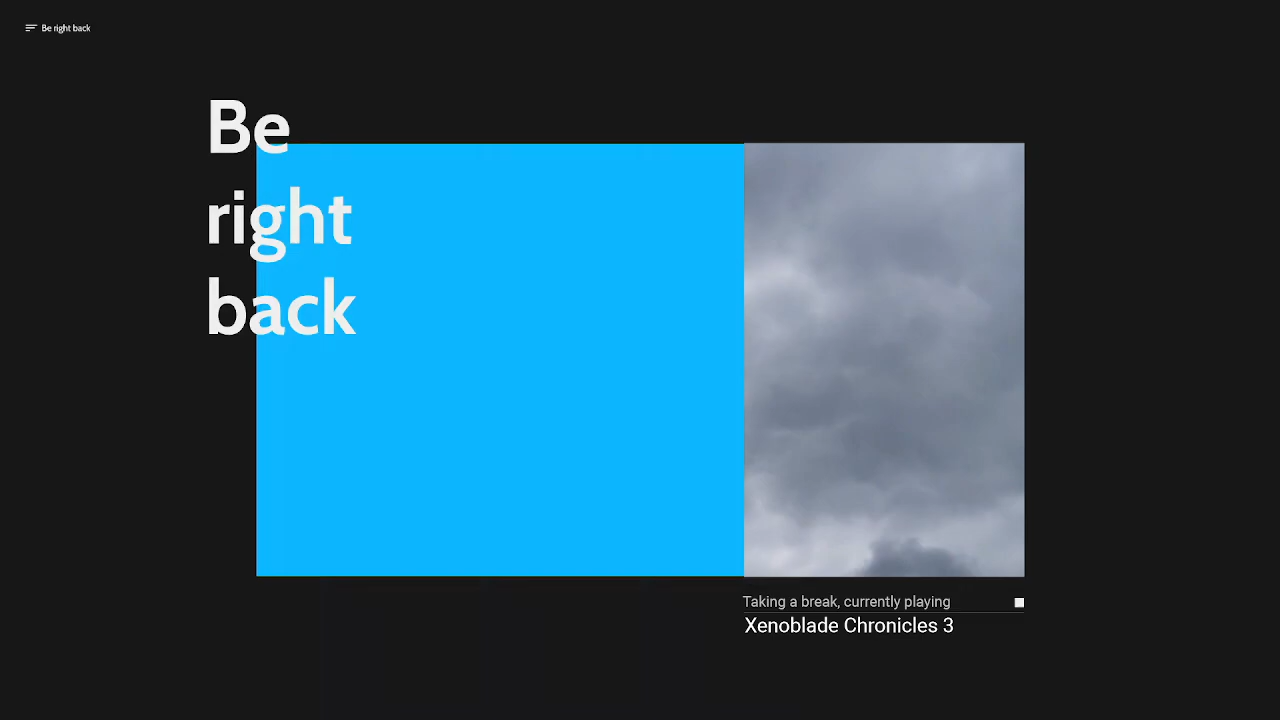 Be right back
Be
right
back
Taking a break, currently playing
Xenoblade Chronicles 3